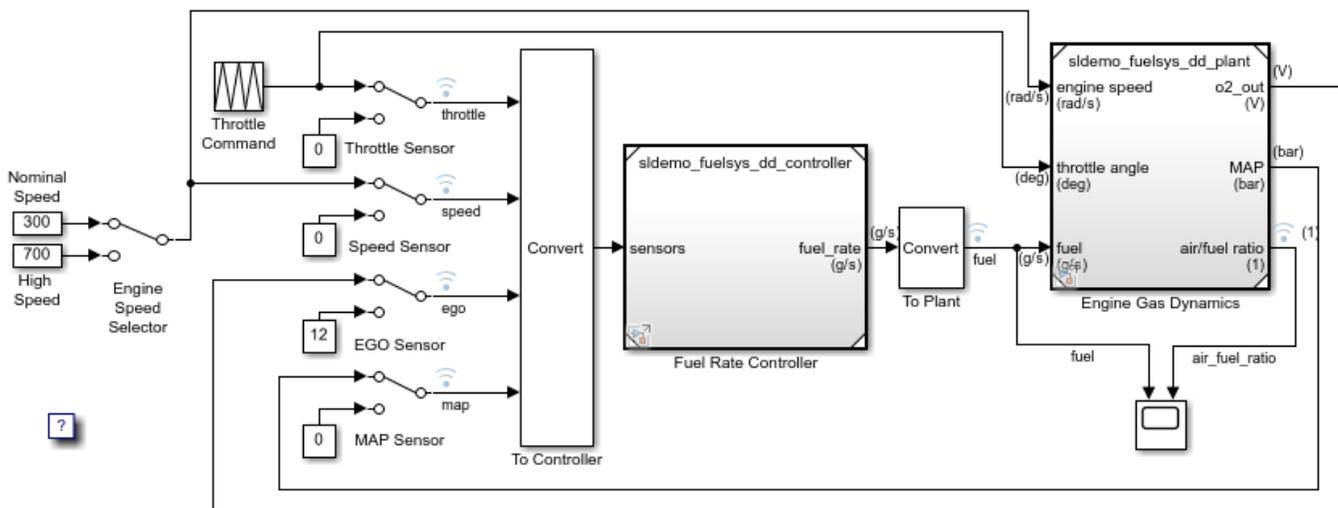 sldemo_fuelsys_dd_plant
(V)
engine speed
(rad/s)
(rad/s)
o2_out
(V)
Throttle
Command
throttle
0
Throttle Sensor
sldemo_fuelsys_dd_controller
(bar)
throttle angle
(deg)
(deg)
MAP
(bar)
Nominal
Speed
300
700
High
Speed
Engine
Speed
Selector
speed
0
Speed Sensor
Convert
sensors
fuel_rate
(g/s)
(g/s)
Convert
fuel
To Plant
(g/s)
fuel
(g/s)
air/fuel ratio
(1)
(1)
Engine Gas Dynamics
ego
12
EGO Sensor
Fuel Rate Controller
fuel
air_fuel_ratio
map
0
MAP Sensor
?
To Controller